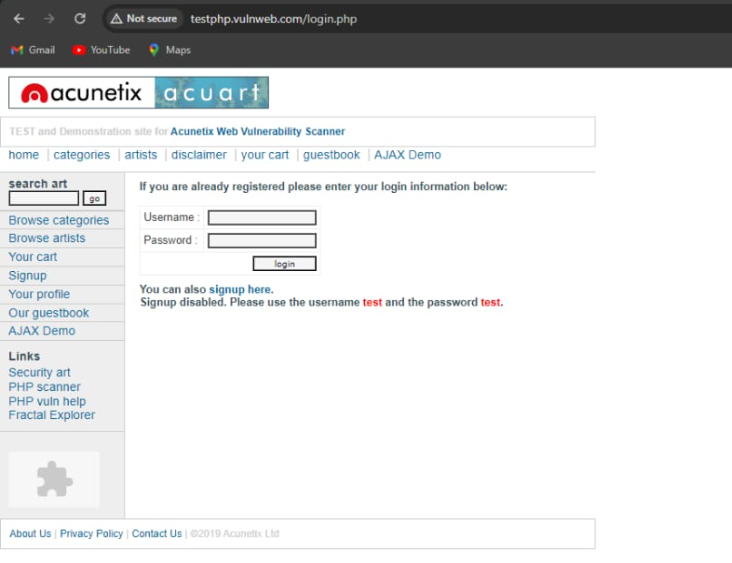 Not secure testphp.vulnweb.com/login.php
Gmail YouTube Maps
acunetix acuart
TEST and Demonstration site for Acunetix Web Vulnerability Scanner
home | categories | artists | disclaimer | your cart | guestbook | AJAX Demo
search art
go
Browse categories
Browse artists
Your cart
Signup
Your profile
Our guestbook
AJAX Demo
Links
Security art
PHP scanner
PHP vuln help
Fractal Explorer
If you are already registered please enter your login information below:
Username :
Password :
login
You can also signup here.
Signup disabled. Please use the username test and the password test.
About Us | Privacy Policy | Contact Us | ©2019 Acunetix Ltd